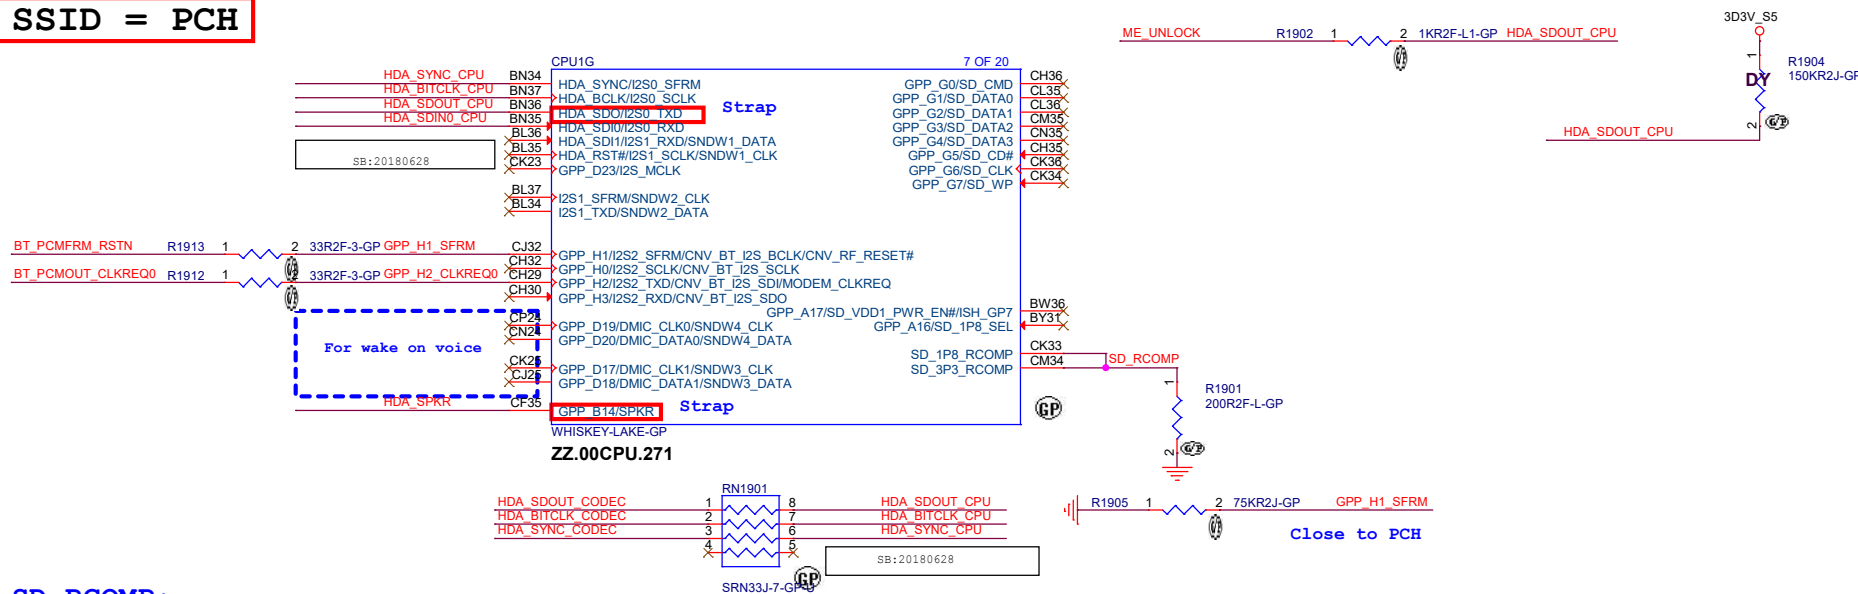 SSID = PCH
ME_UNLOCK R1902 1 2 1KR2F-L1-GP HDA_SDOUT_CPU
3D3V_S5
1
R1904
DY 150KR2J-GP
2
HDA_SDOUT_CPU
CPU1G 7 OF 20
HDA_SYNC_CPU BN34 HDA_SYNC/I2S0_SFRM GPP_G0/SD_CMD CH36
HDA_BITCLK_CPU BN37 HDA_BCLK/I2S0_SCLK GPP_G1/SD_DATA0 CL35
HDA_SDOUT_CPU BN36 HDA_SDO/I2S0_TXD Strap GPP_G2/SD_DATA1 CL36
HDA_SDIN0_CPU BN35 HDA_SDI0/I2S0_RXD GPP_G3/SD_DATA2 CM35
BL36 HDA_SDI1/I2S1_RXD/SNDW1_DATA GPP_G4/SD_DATA3 CN35
BL35 HDA_RST#/I2S1_SCLK/SNDW1_CLK GPP_G5/SD_CD# CH35
SB:20180628
CK23 GPP_D23/I2S_MCLK GPP_G6/SD_CLK CK36
GPP_G7/SD_WP CK34
BL37 I2S1_SFRM/SNDW2_CLK
BL34 I2S1_TXD/SNDW2_DATA
BT_PCMFRM_RSTN R1913 1 2 33R2F-3-GP GPP_H1_SFRM CJ32 GPP_H1/I2S2_SFRM/CNV_BT_I2S_BCLK/CNV_RF_RESET#
CH32 GPP_H0/I2S2_SCLK/CNV_BT_I2S_SCLK
BT_PCMOUT_CLKREQ0 R1912 1 2 33R2F-3-GP GPP_H2_CLKREQ0 CH29 GPP_H2/I2S2_TXD/CNV_BT_I2S_SDI/MODEM_CLKREQ
CH30 GPP_H3/I2S2_RXD/CNV_BT_I2S_SDO
GPP_A17/SD_VDD1_PWR_EN#/ISH_GP7 BW36
CP24 GPP_D19/DMIC_CLK0/SNDW4_CLK GPP_A16/SD_1P8_SEL BY31
CN24 GPP_D20/DMIC_DATA0/SNDW4_DATA
For wake on voice
SD_1P8_RCOMP CK33
CK25 GPP_D17/DMIC_CLK1/SNDW3_CLK SD_3P3_RCOMP CM34 SD_RCOMP
CJ25 GPP_D18/DMIC_DATA1/SNDW3_DATA
1
R1901
200R2F-L-GP
2
HDA_SPKR CF35 GPP_B14/SPKR Strap
GP
WHISKEY-LAKE-GP
ZZ.00CPU.271
RN1901
HDA_SDOUT_CODEC 1 8 HDA_SDOUT_CPU
HDA_BITCLK_CODEC 2 7 HDA_BITCLK_CPU
HDA_SYNC_CODEC 3 6 HDA_SYNC_CPU
4 5
SB:20180628
GP
SRN33J-7-GP-U
R1905 1 2 75KR2J-GP GPP_H1_SFRM
Close to PCH
SD_RCOMP: